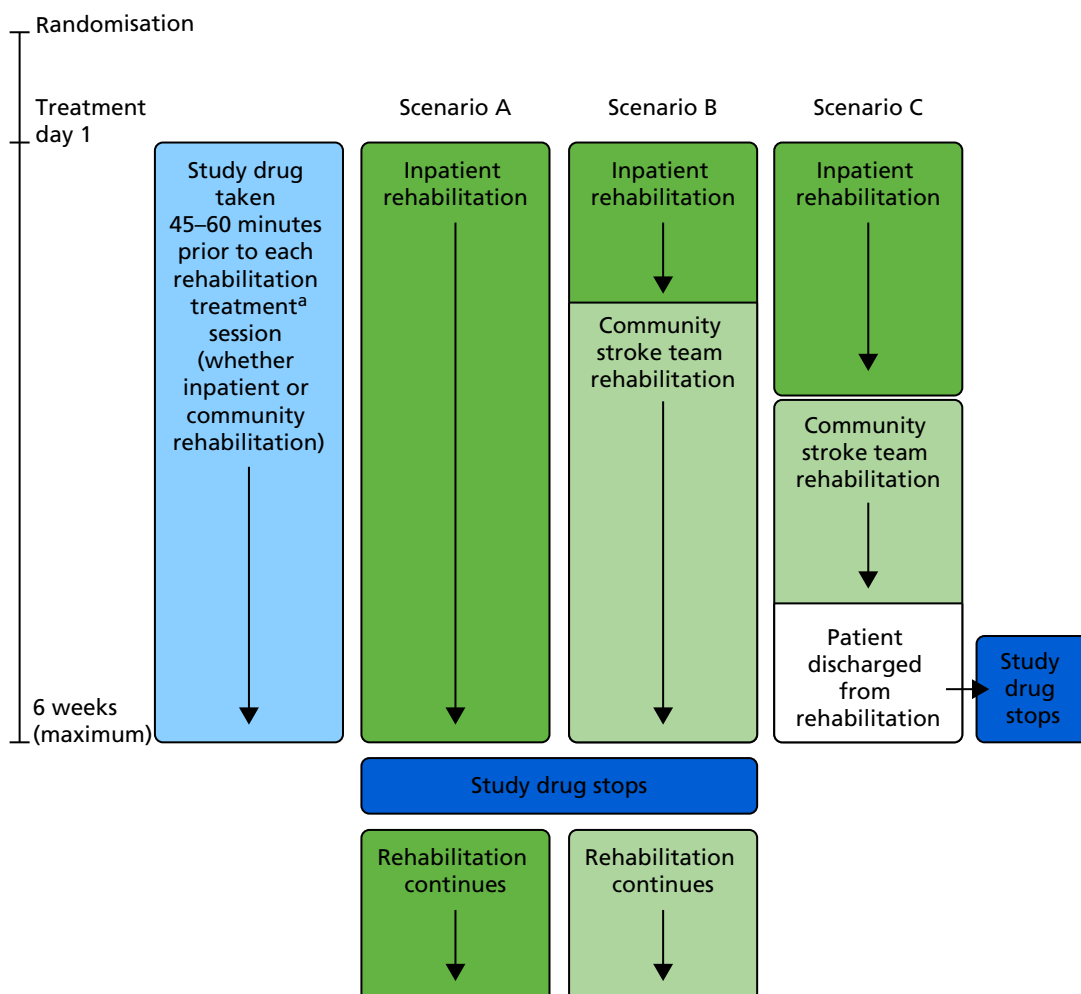 Randomisation
Treatment
day 1
Scenario A
Scenario B
Scenario C
Study drug
taken
45–60 minutes
prior to each
rehabilitation
treatmentᵃ
session
(whether
inpatient or
community
rehabilitation)
Inpatient
rehabilitation
Inpatient
rehabilitation
Community
stroke team
rehabilitation
Inpatient
rehabilitation
Community
stroke team
rehabilitation
Patient
discharged
from
rehabilitation
Study
drug
stops
6 weeks
(maximum)
Study drug stops
Rehabilitation
continues
Rehabilitation
continues